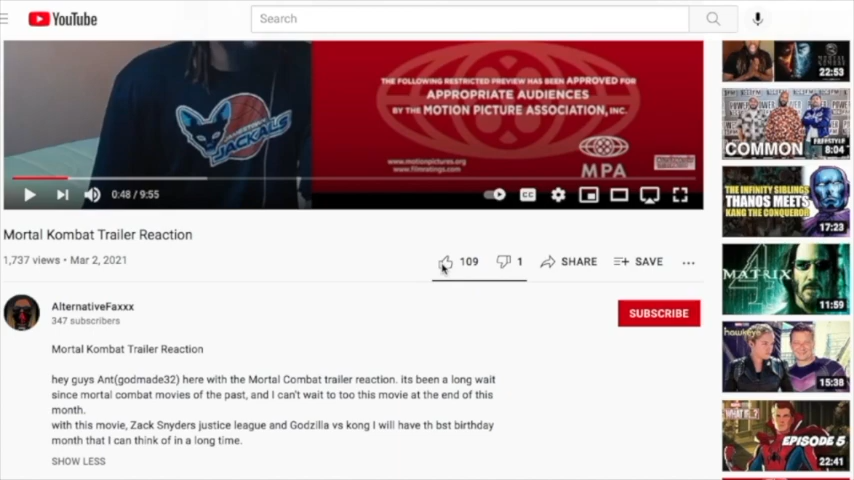 YouTube
Search
JACKALS
THE FOLLOWING RESTRICTED PREVIEW HAS BEEN APPROVED FOR
APPROPRIATE AUDIENCES
BY THE MOTION PICTURE ASSOCIATION, INC.
www.motionpictures.org
www.filmratings.com
MPA
0:48 / 9:55
CC
Mortal Kombat Trailer Reaction
1,737 views • Mar 2, 2021
109
1
SHARE
SAVE
AlternativeFaxxx
347 subscribers
SUBSCRIBE
Mortal Kombat Trailer Reaction
hey guys Ant(godmade32) here with the Mortal Combat trailer reaction. its been a long wait
since mortal combat movies of the past, and I can't wait to too this movie at the end of this
month.
with this movie, Zack Snyders justice league and Godzilla vs kong I will have th bst birthday
month that I can think of in a long time.
SHOW LESS
22:53
COMMON
FREESTYLE
8:04
THE INFINITY SIBLINGS
THANOS MEETS
KANG THE CONQUEROR
17:23
MATRIX
4
11:59
hawkeye
15:38
WHAT IF...?
EPISODE 5
22:41